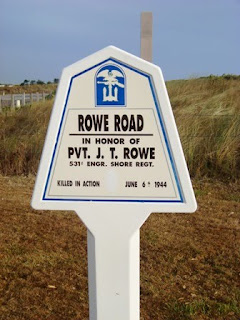 ROWE ROAD
IN HONOR OF
PVT. J. T. ROWE
531ˢᵗ ENGR. SHORE REGT.
KILLED IN ACTION JUNE 6ᵗʰ 1944